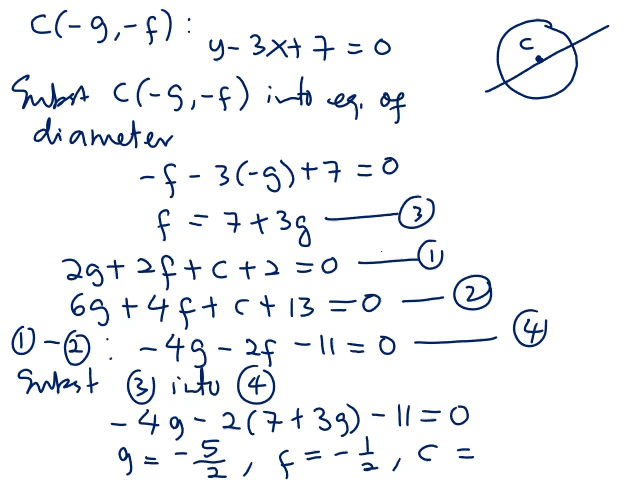 C(-g,-f):
y-3x+7=0
C
Subst C(-g,-f) into eq. of
diameter
-f-3(-g)+7=0
f=7+3g ③
2g+2f+c+2=0 ①
6g+4f+c+13=0 ②
①-②: -4g-2f-11=0 ④
Subst ③ into ④
-4g-2(7+3g)-11=0
g=-5/2, f=-1/2, c=